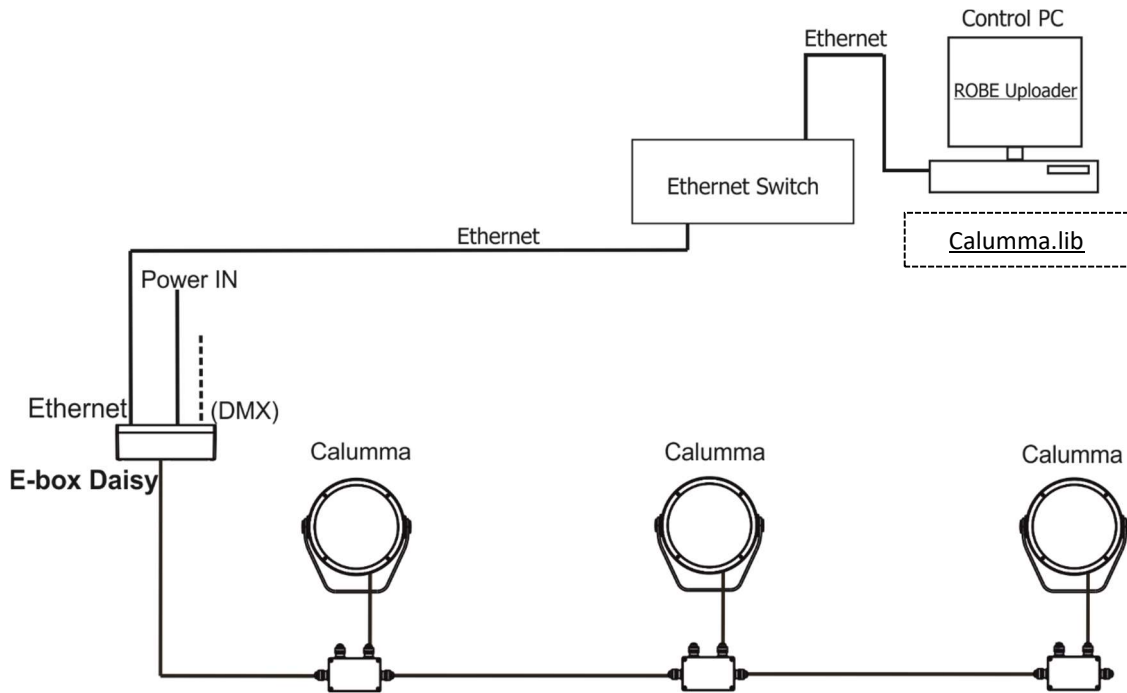 Control PC
Ethernet
ROBE Uploader
Ethernet Switch
Calumma.lib
Ethernet
Power IN
Ethernet
(DMX)
E-box Daisy
Calumma
Calumma
Calumma